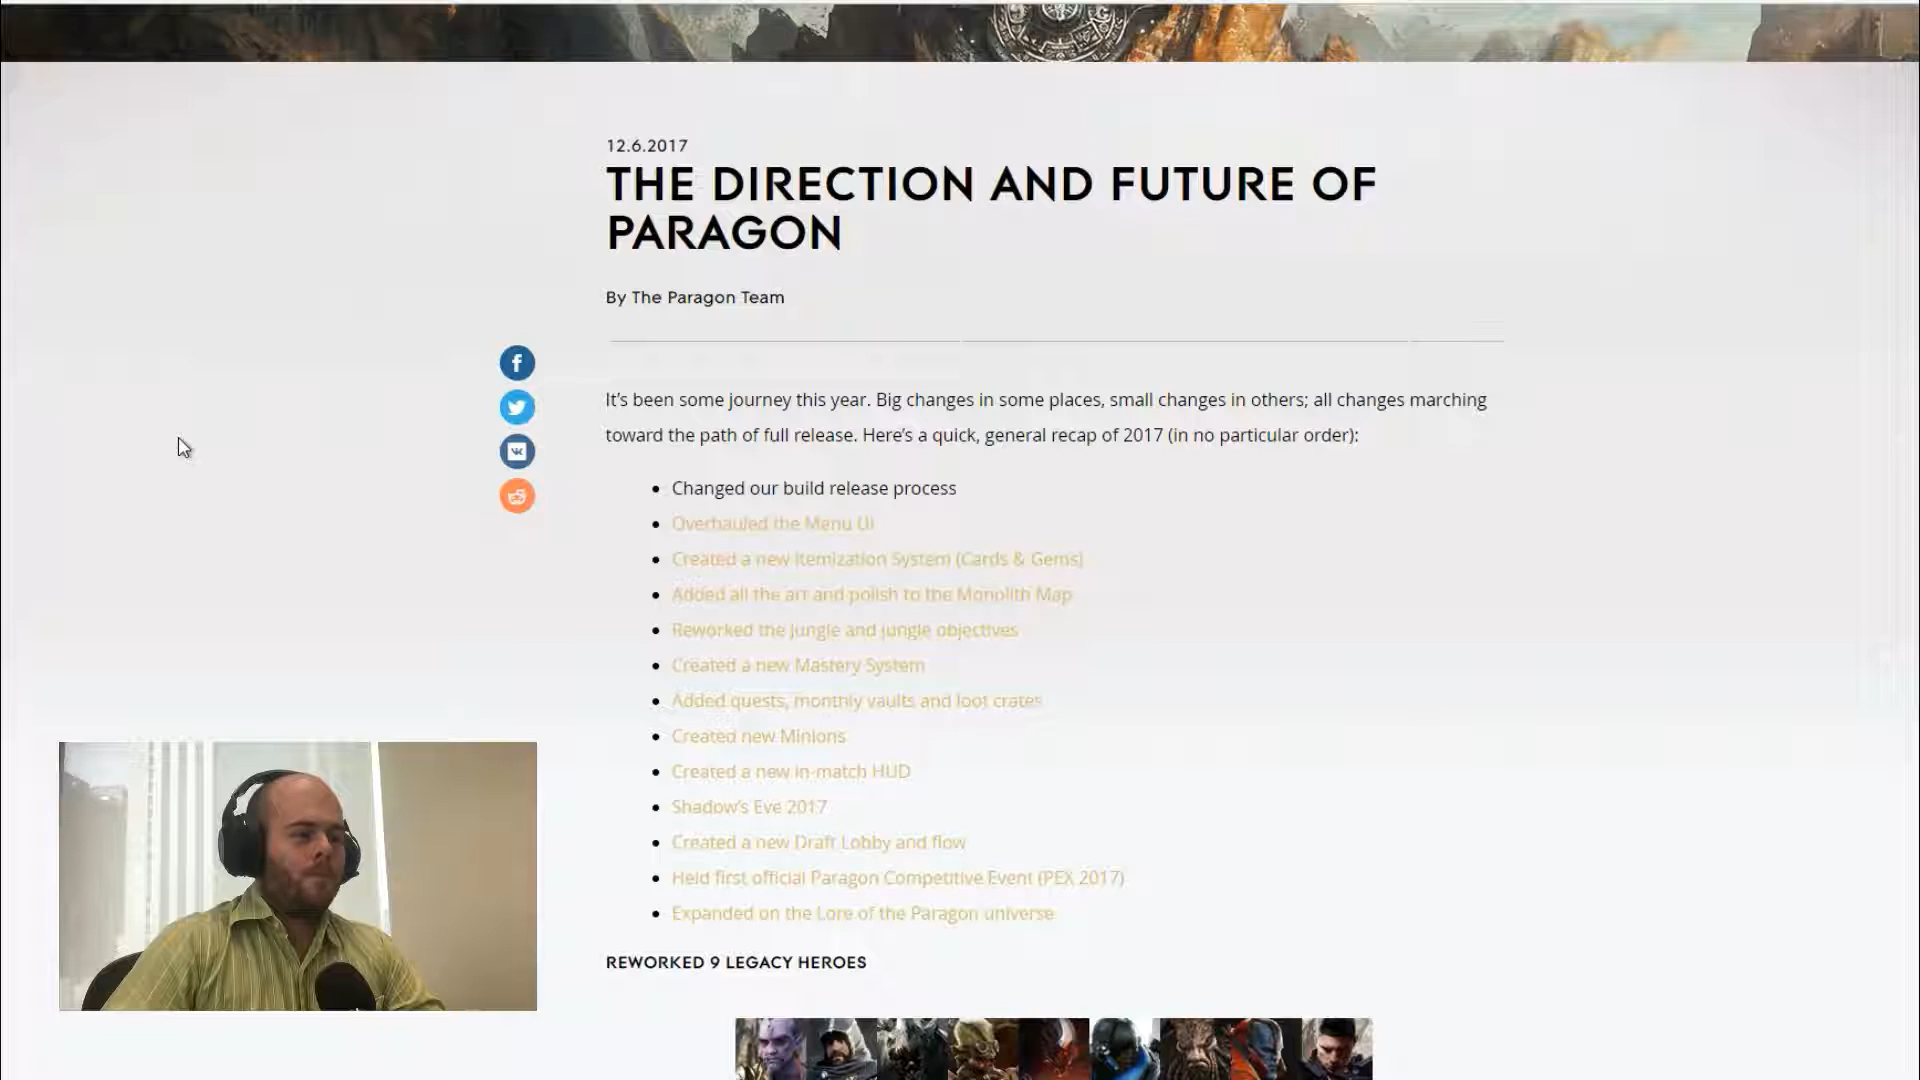 12.6.2017
THE DIRECTION AND FUTURE OF
PARAGON
By The Paragon Team
It's been some journey this year. Big changes in some places, small changes in others; all changes marching
toward the path of full release. Here's a quick, general recap of 2017 (in no particular order):
Changed our build release process
Overhauled the Menu UI
Created a new Itemization System (Cards & Gems)
Added all the art and polish to the Monolith Map
Reworked the jungle and jungle objectives
Created a new Mastery System
Added quests, monthly vaults and loot crates
Created new Minions
Created a new in-match HUD
Shadow's Eve 2017
Created a new Draft Lobby and flow
Held first official Paragon Competitive Event (PEX 2017)
Expanded on the Lore of the Paragon universe
REWORKED 9 LEGACY HEROES